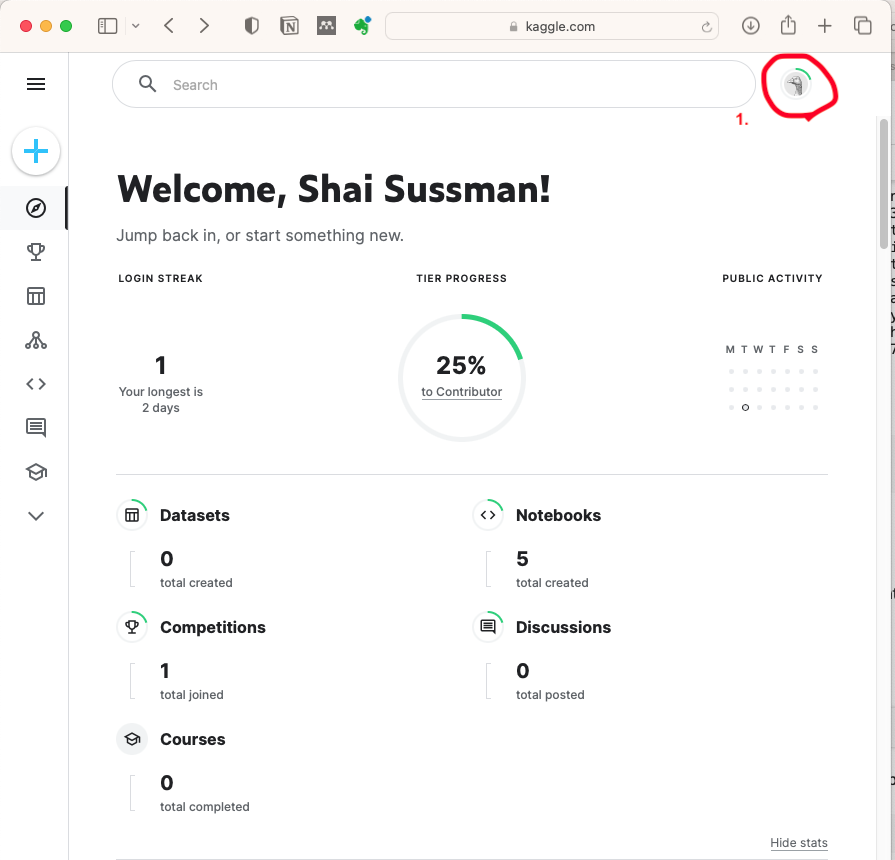 kaggle.com
Search
1.
Welcome, Shai Sussman!
Jump back in, or start something new.
LOGIN STREAK
TIER PROGRESS
PUBLIC ACTIVITY
1
Your longest is
2 days
25%
to Contributor
M T W T F S S
Datasets
0
total created
Notebooks
5
total created
Competitions
1
total joined
Discussions
0
total posted
Courses
0
total completed
Hide stats